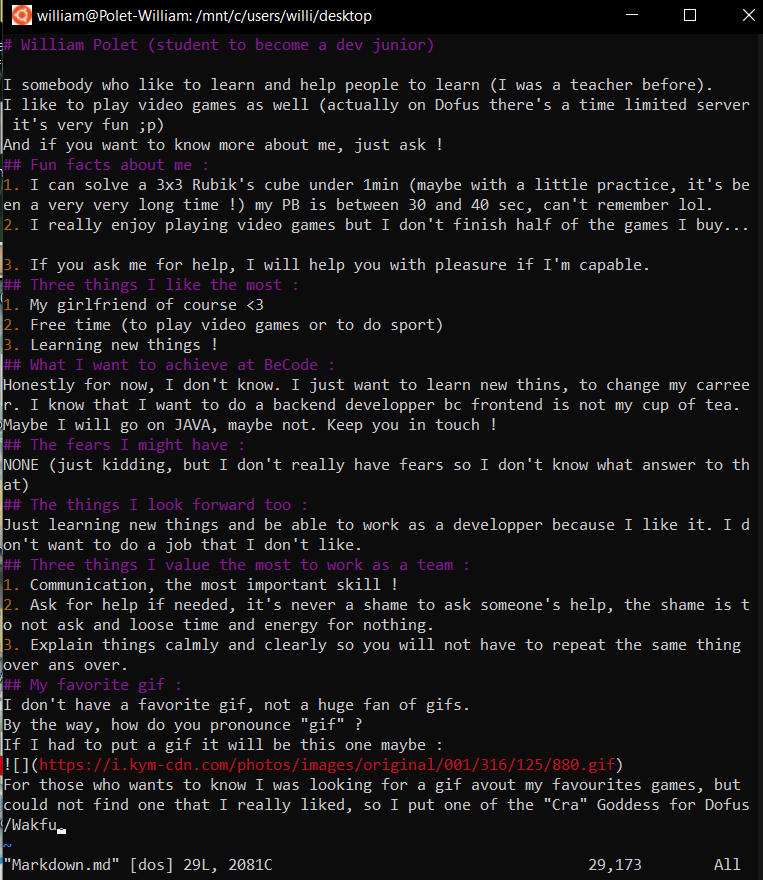 william@Polet-William: /mnt/c/users/willi/desktop
# William Polet (student to become a dev junior)
I somebody who like to learn and help people to learn (I was a teacher before).
I like to play video games as well (actually on Dofus there's a time limited server
it's very fun ;p)
And if you want to know more about me, just ask !
## Fun facts about me :
1. I can solve a 3x3 Rubik's cube under 1min (maybe with a little practice, it's be
en a very very long time !) my PB is between 30 and 40 sec, can't remember lol.
2. I really enjoy playing video games but I don't finish half of the games I buy...
3. If you ask me for help, I will help you with pleasure if I'm capable.
## Three things I like the most :
1. My girlfriend of course <3
2. Free time (to play video games or to do sport)
3. Learning new things !
## What I want to achieve at BeCode :
Honestly for now, I don't know. I just want to learn new thins, to change my carree
r. I know that I want to do a backend developper bc frontend is not my cup of tea.
Maybe I will go on JAVA, maybe not. Keep you in touch !
## The fears I might have :
NONE (just kidding, but I don't really have fears so I don't know what answer to th
at)
## The things I look forward too :
Just learning new things and be able to work as a developper because I like it. I d
on't want to do a job that I don't like.
## Three things I value the most to work as a team :
1. Communication, the most important skill !
2. Ask for help if needed, it's never a shame to ask someone's help, the shame is t
o not ask and loose time and energy for nothing.
3. Explain things calmly and clearly so you will not have to repeat the same thing
over ans over.
## My favorite gif :
I don't have a favorite gif, not a huge fan of gifs.
By the way, how do you pronounce "gif" ?
If I had to put a gif it will be this one maybe :
![](https://i.kym-cdn.com/photos/images/original/001/316/125/880.gif)
For those who wants to know I was looking for a gif avout my favourites games, but
could not find one that I really liked, so I put one of the "Cra" Goddess for Dofus
/Wakfu.
~
"Markdown.md" [dos] 29L, 2081C 29,173 All